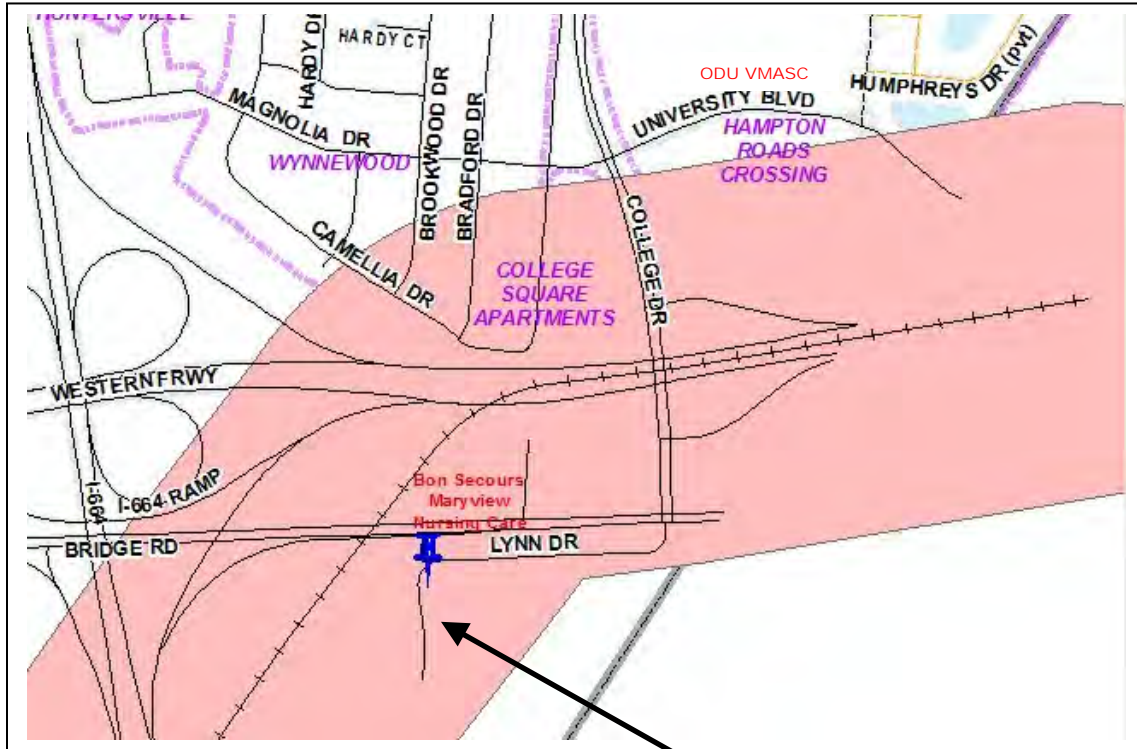 HUNTERSVILLE
HARDY DR
HARDY CT
BROOKWOOD DR
BRADFORD DR
MAGNOLIA DR
WYNNEWOOD
CAMELLIA DR
COLLEGE
SQUARE
APARTMENTS
COLLEGE DR
UNIVERSITY BLVD
ODU VMASC
HUMPHREYS DR (pvt)
HAMPTON
ROADS
CROSSING
WESTERN FRWY
I-664
I-664 RAMP
Bon Secours
Maryview
Nursing Care
BRIDGE RD
LYNN DR